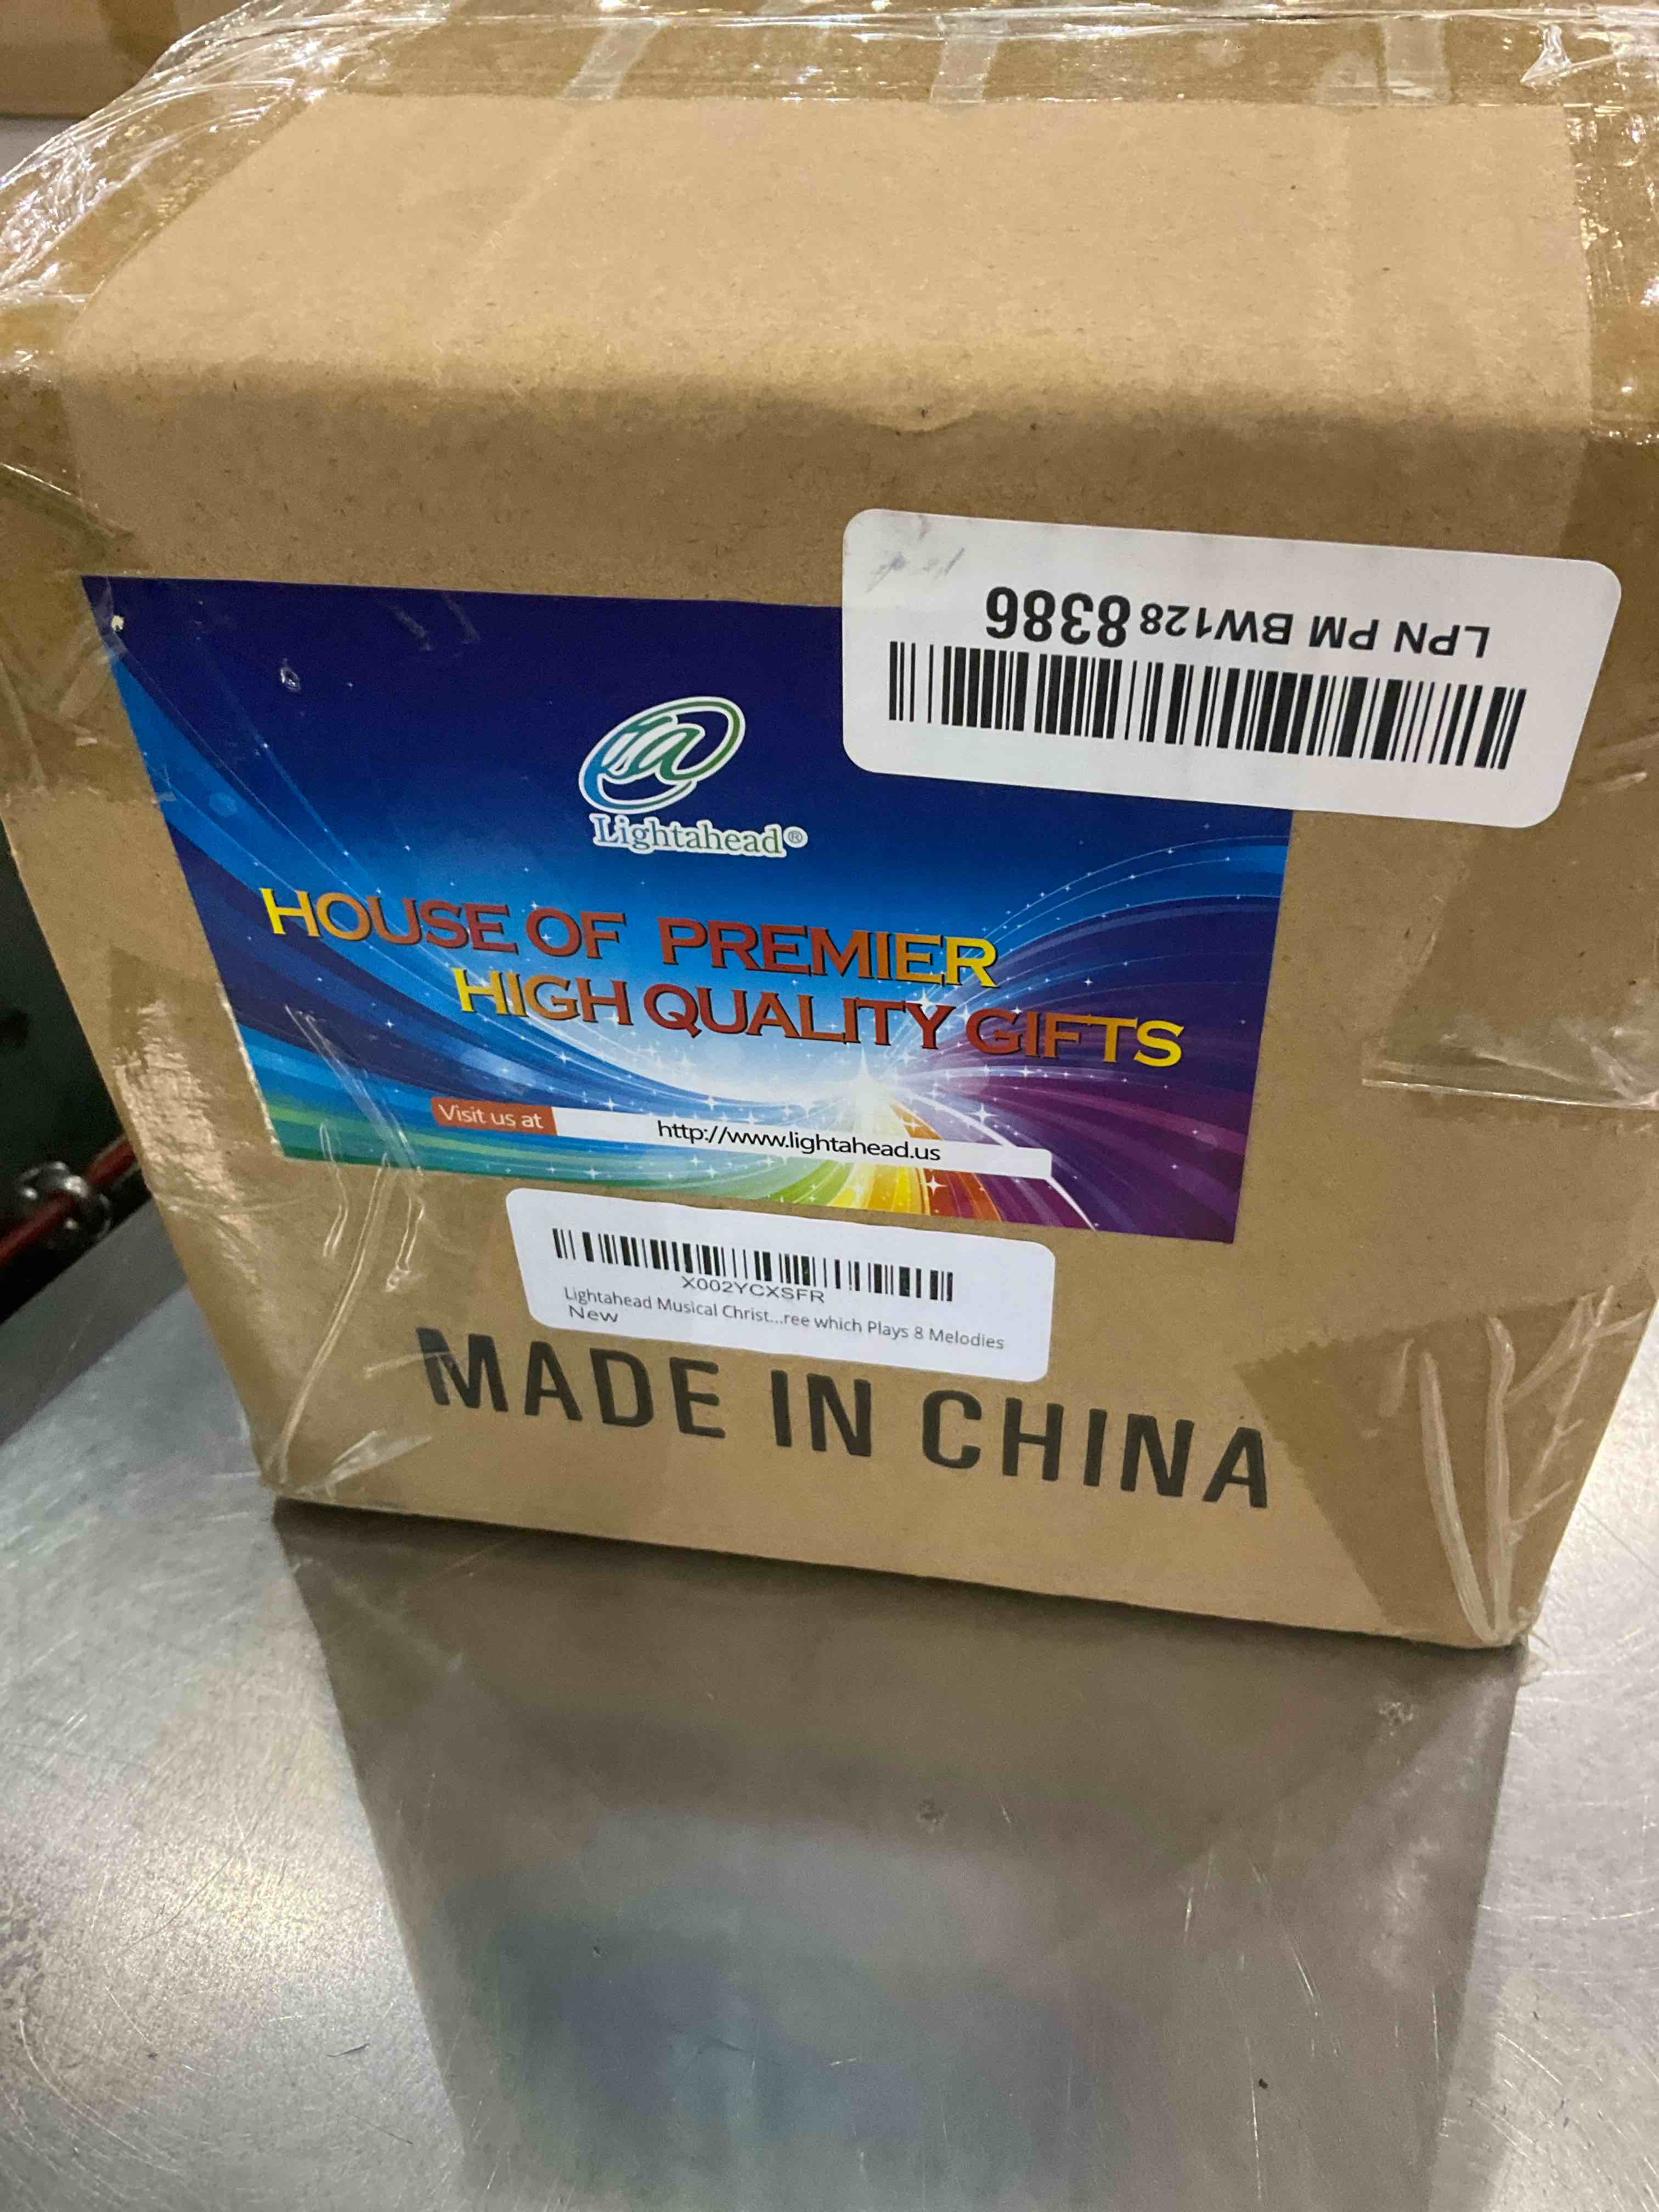 LPN PM BW128 8386
Lightahead®
HOUSE OF PREMIER
HIGH QUALITY GIFTS
Visit us at http://www.lightahead.us
X002YCXSFR
Lightahead Musical Christ...ree which Plays 8 Melodies
New
MADE IN CHINA